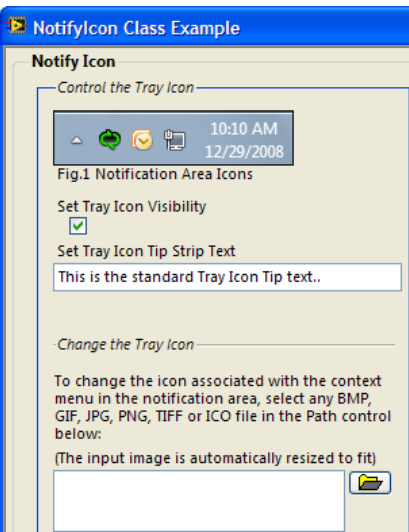 NotifyIcon Class Example
Notify Icon
Control the Tray Icon
10:10 AM
12/29/2008
Fig.1 Notification Area Icons
Set Tray Icon Visibility
Set Tray Icon Tip Strip Text
This is the standard Tray Icon Tip text..
Change the Tray Icon
To change the icon associated with the context
menu in the notification area, select any BMP,
GIF, JPG, PNG, TIFF or ICO file in the Path control
below:
(The input image is automatically resized to fit)